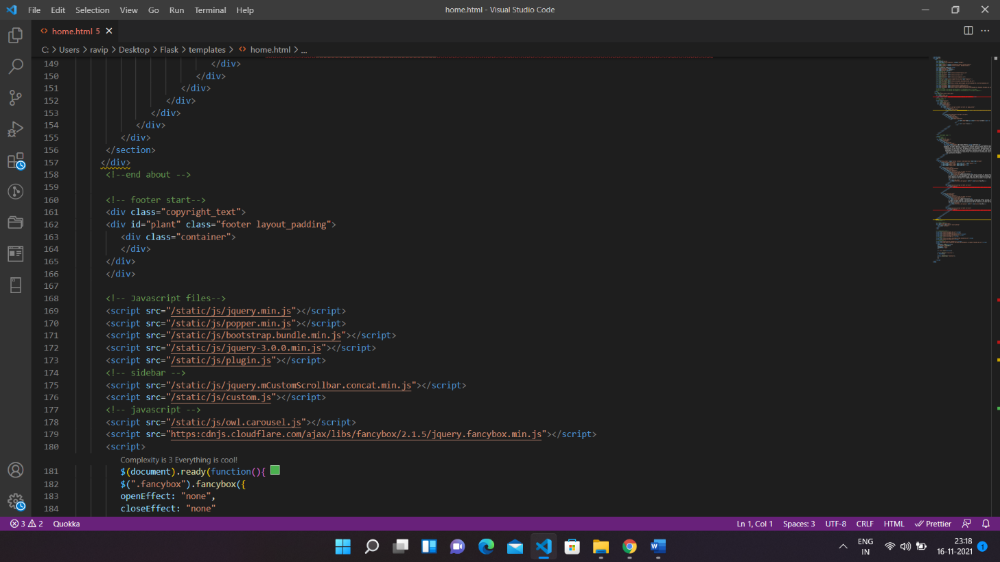 File Edit Selection View Go Run Terminal Help
home.html - Visual Studio Code
home.html 5
C: > Users > ravip > Desktop > Flask > templates > <> home.html > ...
149 </div>
150 </div>
151 </div>
152 </div>
153 </div>
154 </div>
155 </div>
156 </section>
157 </div>
158 <!--end about -->
159
160 <!-- footer start-->
161 <div class="copyright_text">
162 <div id="plant" class="footer layout_padding">
163 <div class="container">
164 </div>
165 </div>
166 </div>
167
168 <!-- Javascript files-->
169 <script src="/static/js/jquery.min.js"></script>
170 <script src="/static/js/popper.min.js"></script>
171 <script src="/static/js/bootstrap.bundle.min.js"></script>
172 <script src="/static/js/jquery-3.0.0.min.js"></script>
173 <script src="/static/js/plugin.js"></script>
174 <!-- sidebar -->
175 <script src="/static/js/jquery.mCustomScrollbar.concat.min.js"></script>
176 <script src="/static/js/custom.js"></script>
177 <!-- javascript -->
178 <script src="/static/js/owl.carousel.js"></script>
179 <script src="https:cdnjs.cloudflare.com/ajax/libs/fancybox/2.1.5/jquery.fancybox.min.js"></script>
180 <script>
Complexity is 3 Everything is cool!
181 $(document).ready(function(){
182 $(".fancybox").fancybox({
183 openEffect: "none",
184 closeEffect: "none"
3 2 Quokka
Ln 1, Col 1 Spaces: 3 UTF-8 CRLF HTML Prettier
ENG
IN
23:18
16-11-2021
1